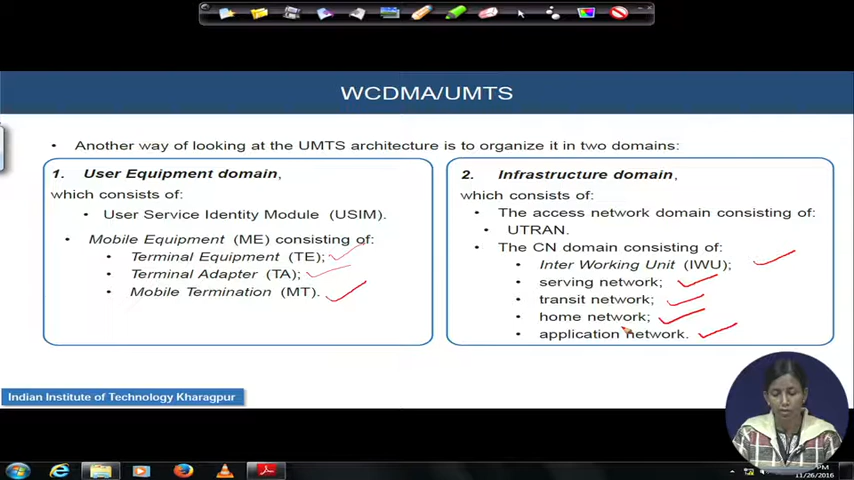 WCDMA/UMTS
• Another way of looking at the UMTS architecture is to organize it in two domains:
1. User Equipment domain,
which consists of:
• User Service Identity Module (USIM).
• Mobile Equipment (ME) consisting of:
• Terminal Equipment (TE);
• Terminal Adapter (TA);
• Mobile Termination (MT).
2. Infrastructure domain,
which consists of:
• The access network domain consisting of:
• UTRAN.
• The CN domain consisting of:
• Inter Working Unit (IWU);
• serving network;
• transit network;
• home network;
• application network.
Indian Institute of Technology Kharagpur
PM
11/26/2016